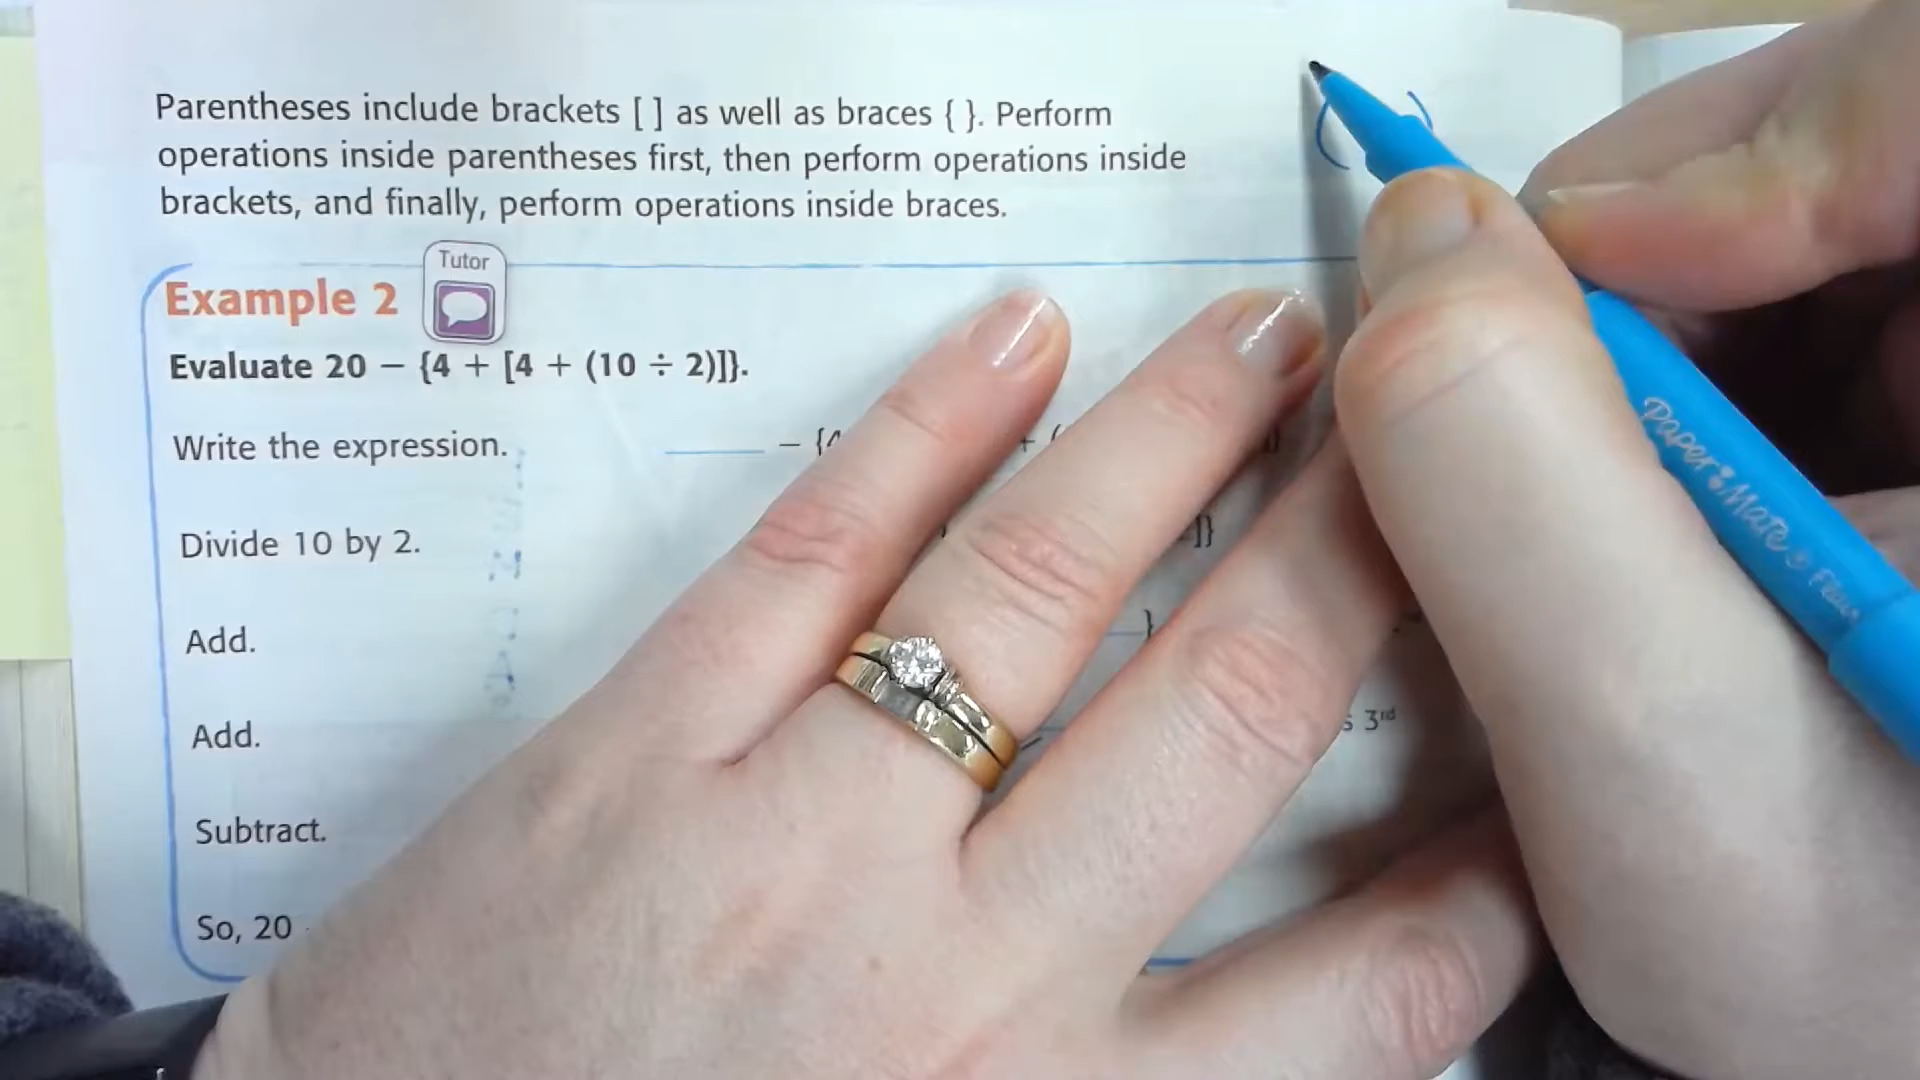 Parentheses include brackets [ ] as well as braces { }. Perform
operations inside parentheses first, then perform operations inside
brackets, and finally, perform operations inside braces.
Tutor
Example 2
Evaluate 20 − {4 + [4 + (10 ÷ 2)]}.
Write the expression. ____ − {
+ (
Divide 10 by 2. ]}
Add. }
Add. 3rd
Subtract.
So, 20
( )
Paper Mate